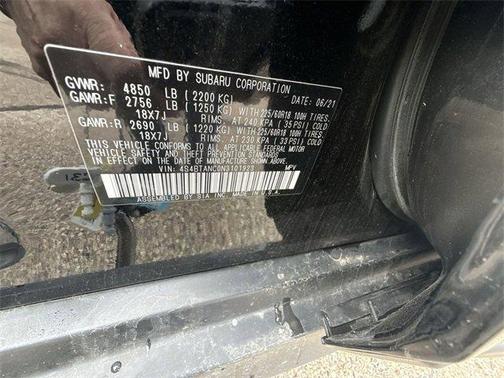 MFD BY SUBARU CORPORATION
GVWR: 4850 LB (2200 KG) DATE: 06/21
GAWR:F 2756 LB (1250 KG) WITH 225/60R18 100H TIRES
18X7J RIMS AT 240 KPA (35 PSI) COLD
GAWR:R 2690 LB (1220 KG) WITH 225/60R18 100H TIRES
18X7J RIMS AT 230 KPA (33 PSI) COLD
THIS VEHICLE CONFORMS TO ALL APPLICABLE FEDERAL MOTOR
VEHICLE SAFETY AND THEFT PREVENTION STANDARDS IN EFFECT
ON THE DATE OF MANUFACTURE SHOWN ABOVE.
VIN: 4S4BTANC0N3101923 MPV
ASSEMBLED BY SIA INC. MADE IN U.S.A.